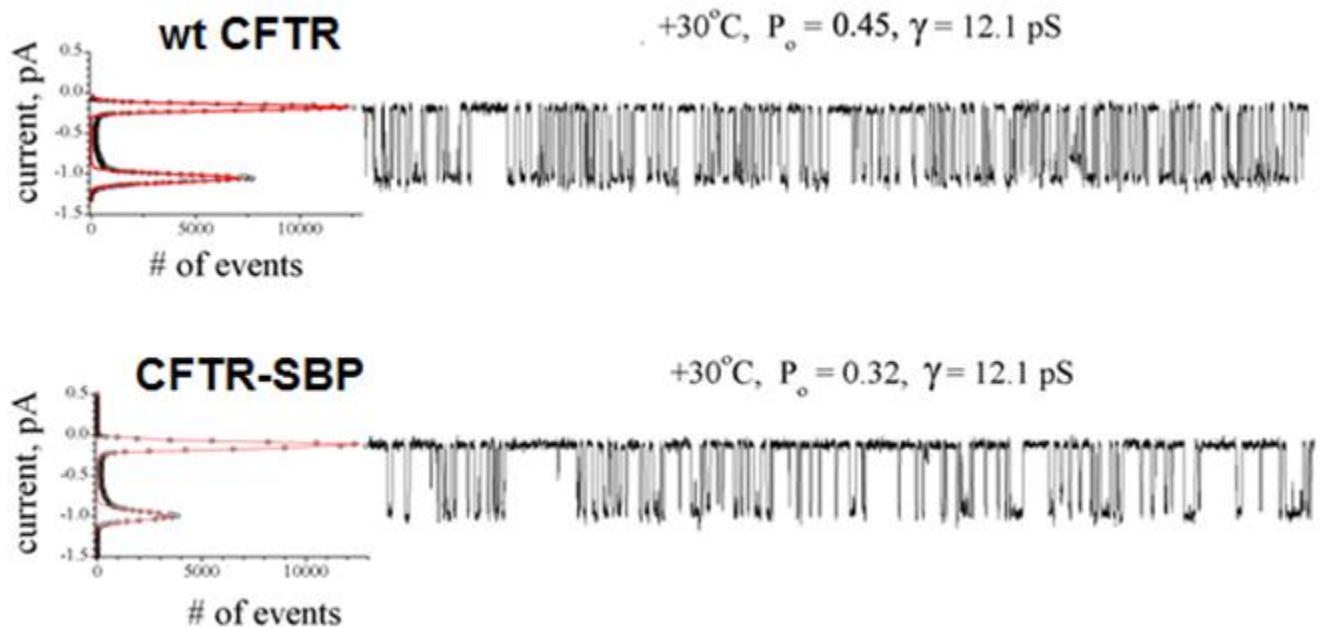 wt CFTR
+30°C, Pₒ = 0.45, γ = 12.1 pS
current, pA
0.5
0.0
-0.5
-1.0
-1.5
0 5000 10000
# of events
CFTR-SBP
+30°C, Pₒ = 0.32, γ = 12.1 pS
current, pA
0.5
0.0
-0.5
-1.0
-1.5
0 5000 10000
# of events